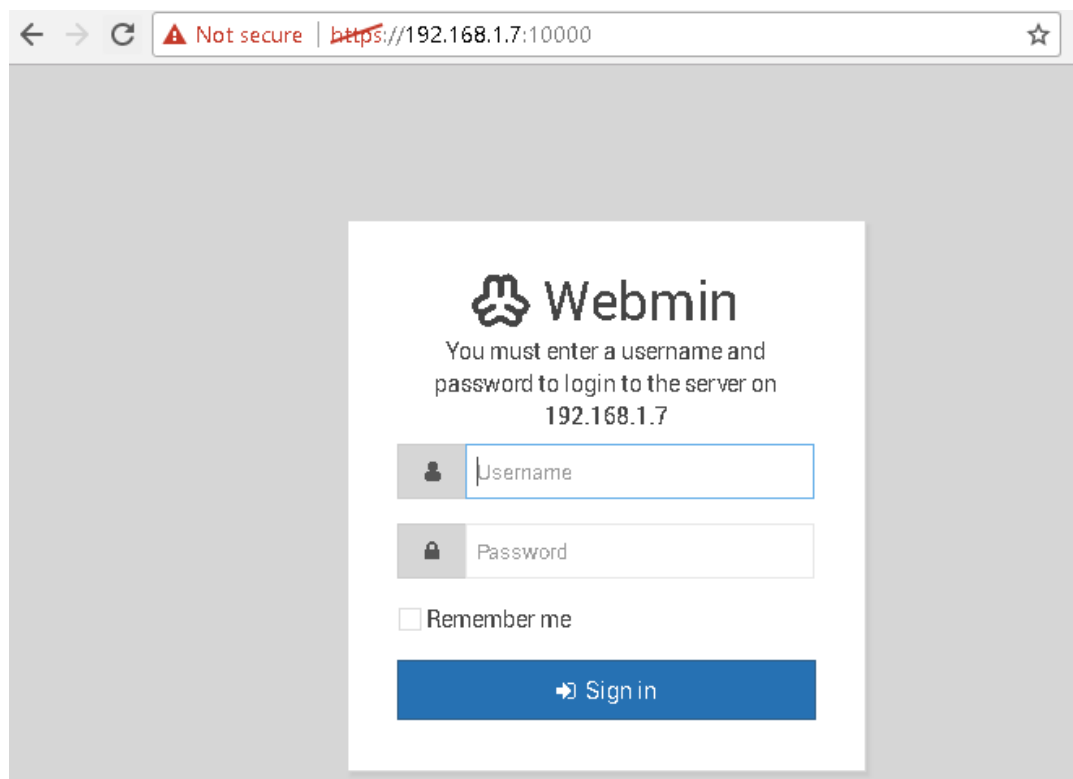 Not secure | https://192.168.1.7:10000
Webmin
You must enter a username and
password to login to the server on
192.168.1.7
Username
Password
Remember me
Sign in